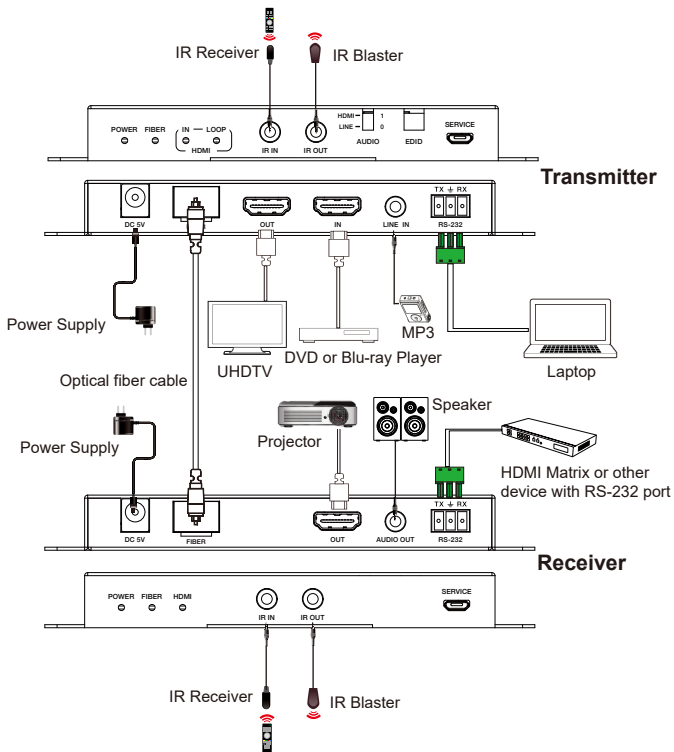 IR Receiver
IR Blaster
POWER FIBER IN LOOP
HDMI
IR IN IR OUT
HDMI 1
LINE 0
AUDIO EDID
SERVICE
Transmitter
DC 5V
OUT IN LINE IN
TX RX
RS-232
Power Supply
UHDTV
DVD or Blu-ray Player
MP3
Laptop
Optical fiber cable
Power Supply
Projector
Speaker
HDMI Matrix or other
device with RS-232 port
TX RX
DC 5V FIBER OUT AUDIO OUT RS-232
Receiver
POWER FIBER HDMI
IR IN IR OUT
SERVICE
IR Receiver
IR Blaster